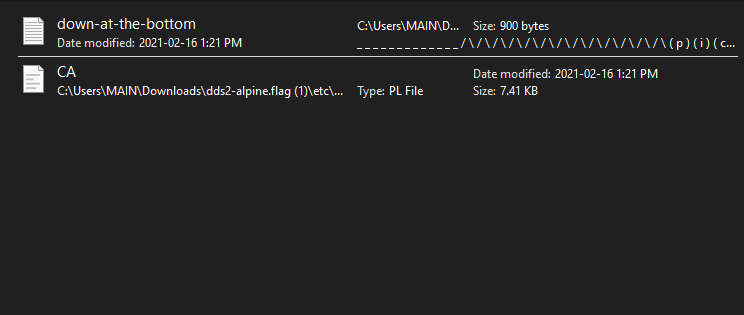 down-at-the-bottom
C:\Users\MAIN\D... Size: 900 bytes
Date modified: 2021-02-16 1:21 PM
_ _ _ _ _ _ _ _ _ _ _ _ _ / \ / \ / \ / \ / \ / \ / \ / \ / \ / \ / \ / \ ( p ) ( i ) ( c...
CA
Date modified: 2021-02-16 1:21 PM
C:\Users\MAIN\Downloads\dds2-alpine.flag (1)\etc\... Type: PL File Size: 7.41 KB